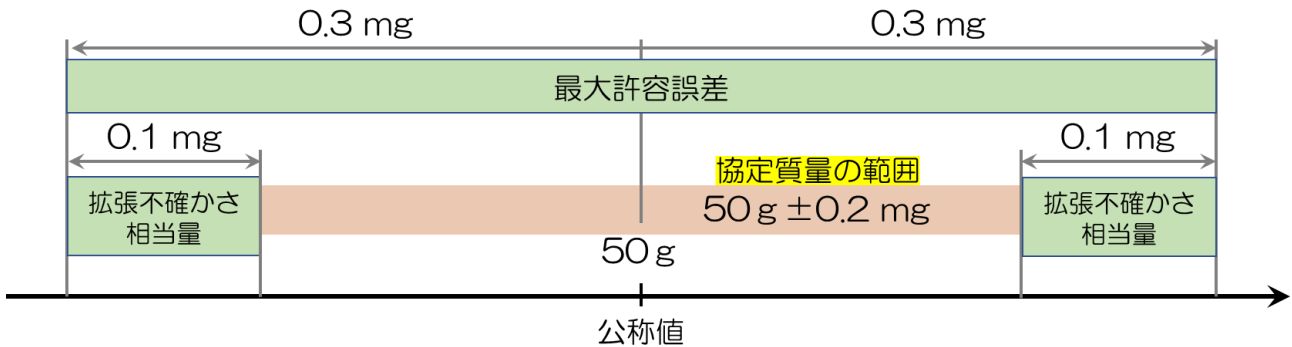 0.3 mg
0.3 mg
最大許容誤差
0.1 mg
0.1 mg
協定質量の範囲
拡張不確かさ
相当量
50 g ±0.2 mg
拡張不確かさ
相当量
50 g
公称値